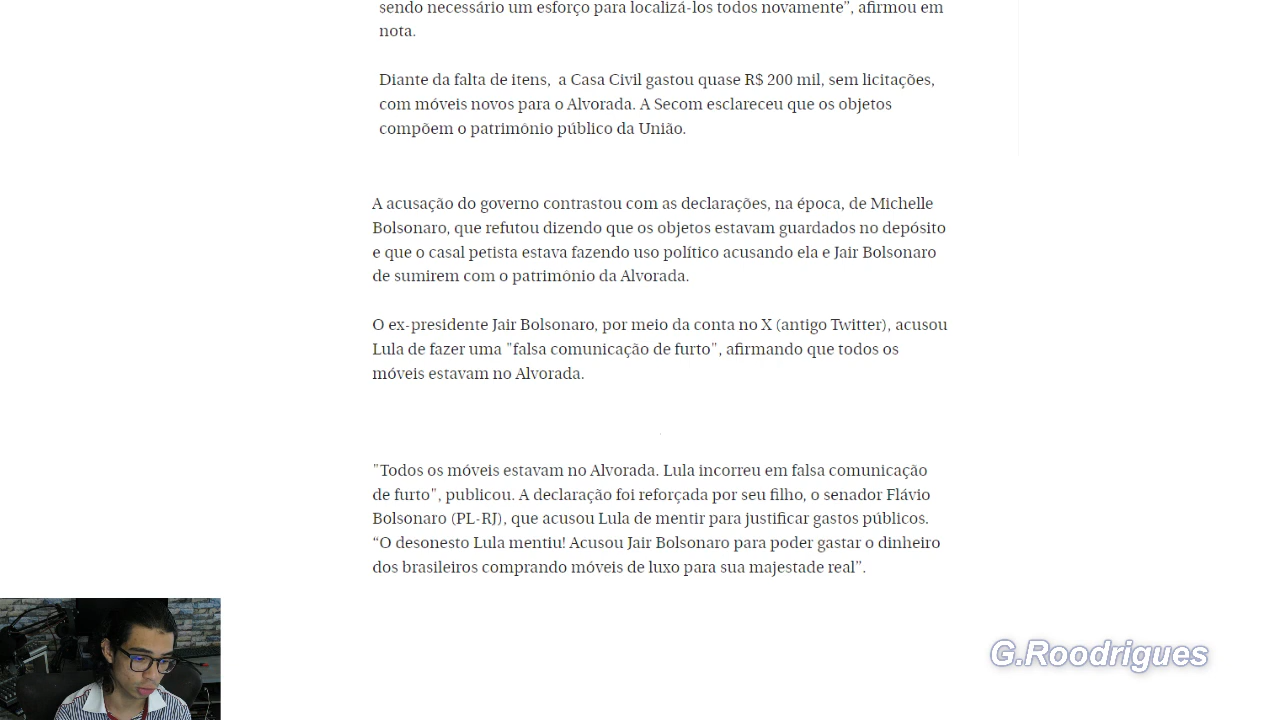 sendo necessário um esforço para localizá-los todos novamente”, afirmou em
nota.
Diante da falta de itens,  a Casa Civil gastou quase R$ 200 mil, sem licitações,
com móveis novos para o Alvorada. A Secom esclareceu que os objetos
compõem o patrimônio público da União.
A acusação do governo contrastou com as declarações, na época, de Michelle
Bolsonaro, que refutou dizendo que os objetos estavam guardados no depósito
e que o casal petista estava fazendo uso político acusando ela e Jair Bolsonaro
de sumirem com o patrimônio da Alvorada.
O ex-presidente Jair Bolsonaro, por meio da conta no X (antigo Twitter), acusou
Lula de fazer uma "falsa comunicação de furto", afirmando que todos os
móveis estavam no Alvorada.
"Todos os móveis estavam no Alvorada. Lula incorreu em falsa comunicação
de furto", publicou. A declaração foi reforçada por seu filho, o senador Flávio
Bolsonaro (PL-RJ), que acusou Lula de mentir para justificar gastos públicos.
“O desonesto Lula mentiu! Acusou Jair Bolsonaro para poder gastar o dinheiro
dos brasileiros comprando móveis de luxo para sua majestade real”.
G.Roodrigues